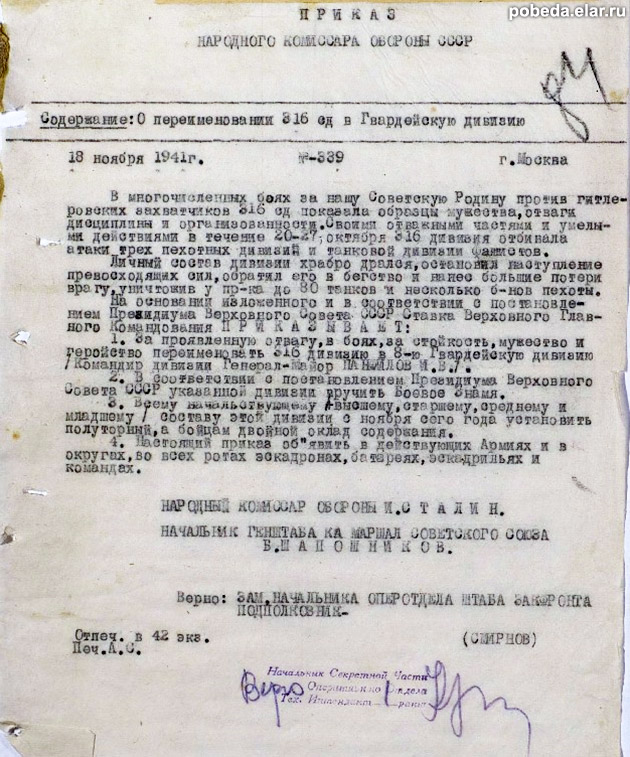 pobeda.elar.ru
ПРИКАЗ
НАРОДНОГО КОМИССАРА ОБОРОНЫ СССР
Содержание: О переименовании 316 сд в Гвардейскую дивизию
18 ноября 1941г. №-339 г.Москва
В многочисленных боях за нашу Советскую Родину против гитле-
ровских захватчиков 316 сд показала образцы мужества,отваги
дисциплины и организованности.Своими отважными частями и умелы-
ми действиями в течение 20-27 октября 316 дивизия отбивала
атаки трех пехотных дивизий и танковой дивизии фашистов.
Личный состав дивизии храбро дрался,остановил наступление
превосходящих сил,обратил его в бегство и нанес большие потери
врагу,уничтожив у пр-ка до 80 танков и несколько б-нов пехоты.
На основании изложенного и в соответствии с постановле-
нием Президиума Верховного Совета СССР Ставка Верховного Глав-
ного Командования ПРИКАЗЫВАЕТ:
1. За проявленную отвагу,в боях,за стойкость,мужество и
геройство переименовать 316 дивизию в 8-ю Гвардейскую дивизию
/Командир дивизии Генерал-Майор ПАНФИЛОВ И.В./.
2. В соответствии с постановлением Президиума Верховного
Совета СССР указанной дивизии вручить Боевое Знамя.
3. Всему начальствующему /высшему,старшему,среднему и
младшему/ составу этой дивизии с ноября сего года установить
полуторный,а бойцам двойной оклад содержания.
4. Настоящий приказ об"явить в действующих Армиях и в
округах,во всех ротах эскадронах,батареях,эскадрильях и
командах.
НАРОДНЫЙ КОМИССАР ОБОРОНЫ И.СТАЛИН.
НАЧАЛЬНИК ГЕНШТАБА КА МАРШАЛ СОВЕТСКОГО СОЮЗА
Б.ШАПОШНИКОВ.
Верно: ЗАМ.НАЧАЛЬНИКА ОПЕРОТДЕЛА ШТАБА ЗАКФРОНТА
ПОДПОЛКОВНИК-
Отпеч. в 42 экз. (СМИРНОВ)
Печ.А.С.
Начальник Секретной Части
Верно Отдела
Тех.